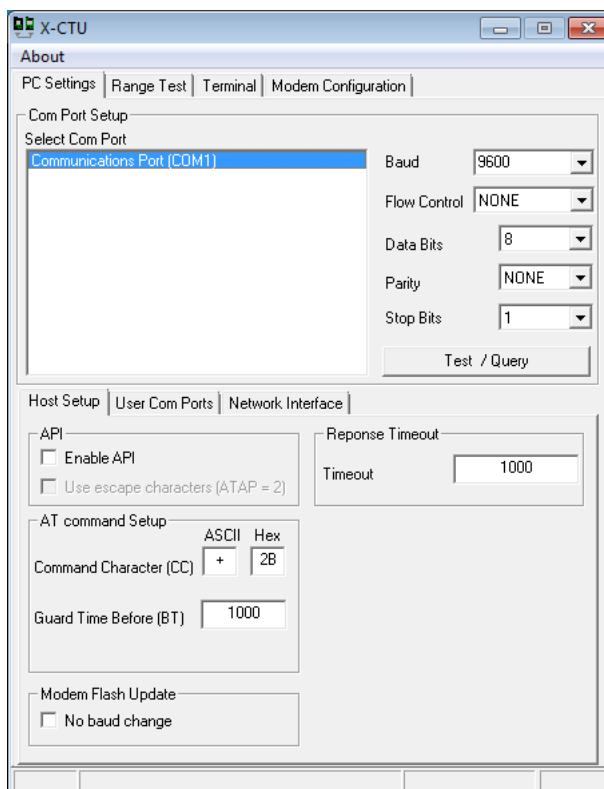 X-CTU
About
PC Settings Range Test Terminal Modem Configuration
Com Port Setup
Select Com Port
Communications Port (COM1)
Baud 9600
Flow Control NONE
Data Bits 8
Parity NONE
Stop Bits 1
Test / Query
Host Setup User Com Ports Network Interface
API
Enable API
Use escape characters (ATAP = 2)
Reponse Timeout
Timeout 1000
AT command Setup
ASCII Hex
Command Character (CC) + 2B
Guard Time Before (BT) 1000
Modem Flash Update
No baud change